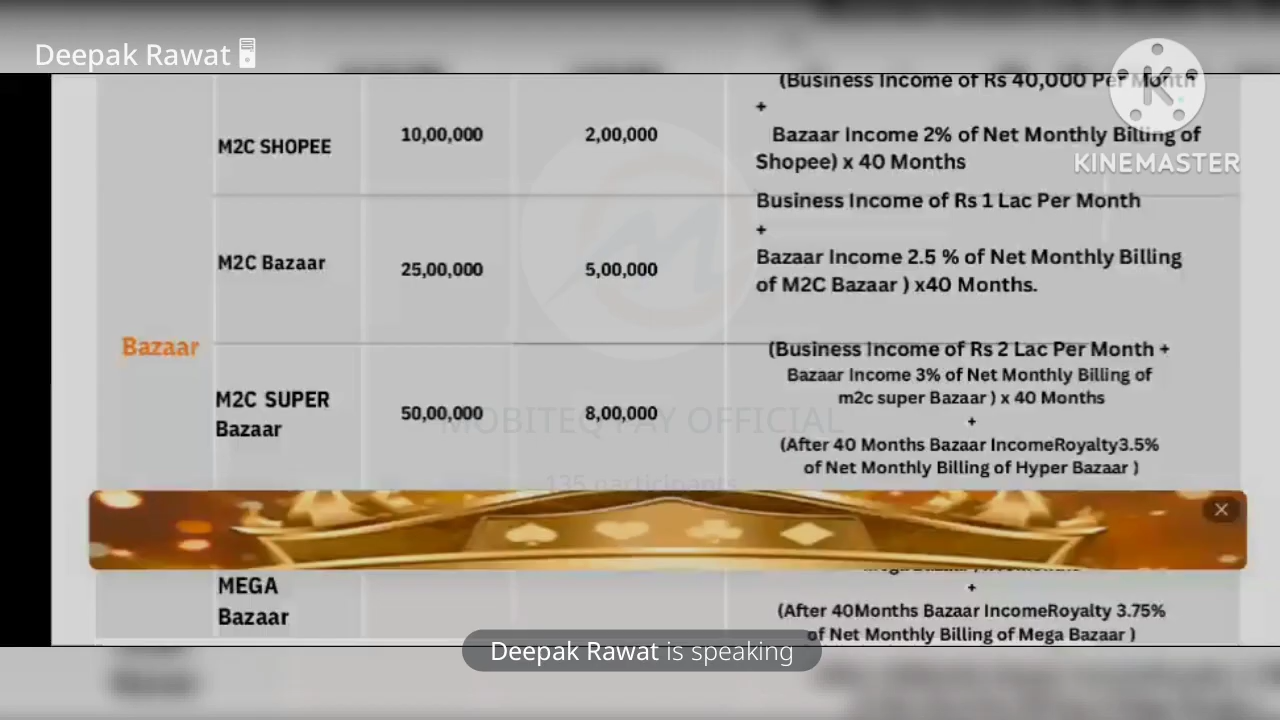 Deepak Rawat
KINEMASTER
(Business Income of Rs 40,000 Per Month
+
M2C SHOPEE
10,00,000
2,00,000
Bazaar Income 2% of Net Monthly Billing of
Shopee) x 40 Months
Business Income of Rs 1 Lac Per Month
+
M2C Bazaar
25,00,000
5,00,000
Bazaar Income 2.5 % of Net Monthly Billing
of M2C Bazaar ) x40 Months.
Bazaar
M2C SUPER
Bazaar
50,00,000
8,00,000
(Business Income of Rs 2 Lac Per Month +
Bazaar Income 3% of Net Monthly Billing of
m2c super Bazaar ) x 40 Months
+
(After 40 Months Bazaar IncomeRoyalty3.5%
of Net Monthly Billing of Hyper Bazaar )
MOBITEQ PAY OFFICIAL
135 participants
MEGA
Bazaar
+
(After 40Months Bazaar IncomeRoyalty 3.75%
of Net Monthly Billing of Mega Bazaar )
Deepak Rawat is speaking